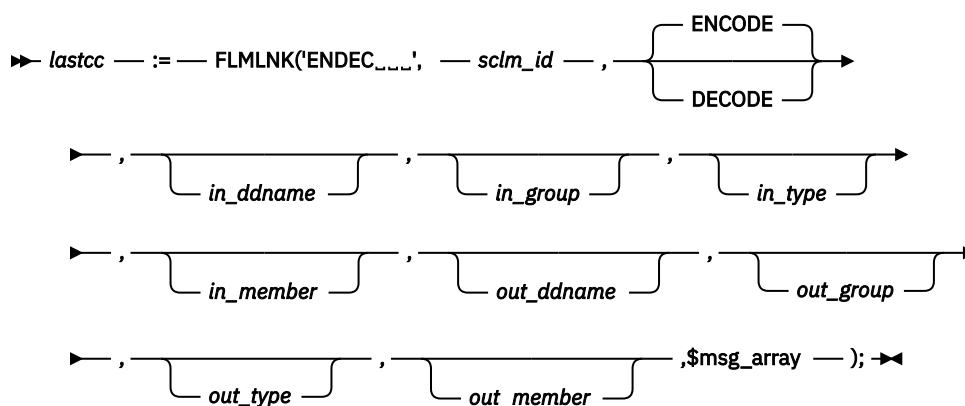 ENCODE
lastcc := FLMLNK('ENDEC␣␣␣', sclm_id ,
DECODE
, , ,
in_ddname in_group in_type
, , ,
in_member out_ddname out_group
, , ,$msg_array );
out_type out_member